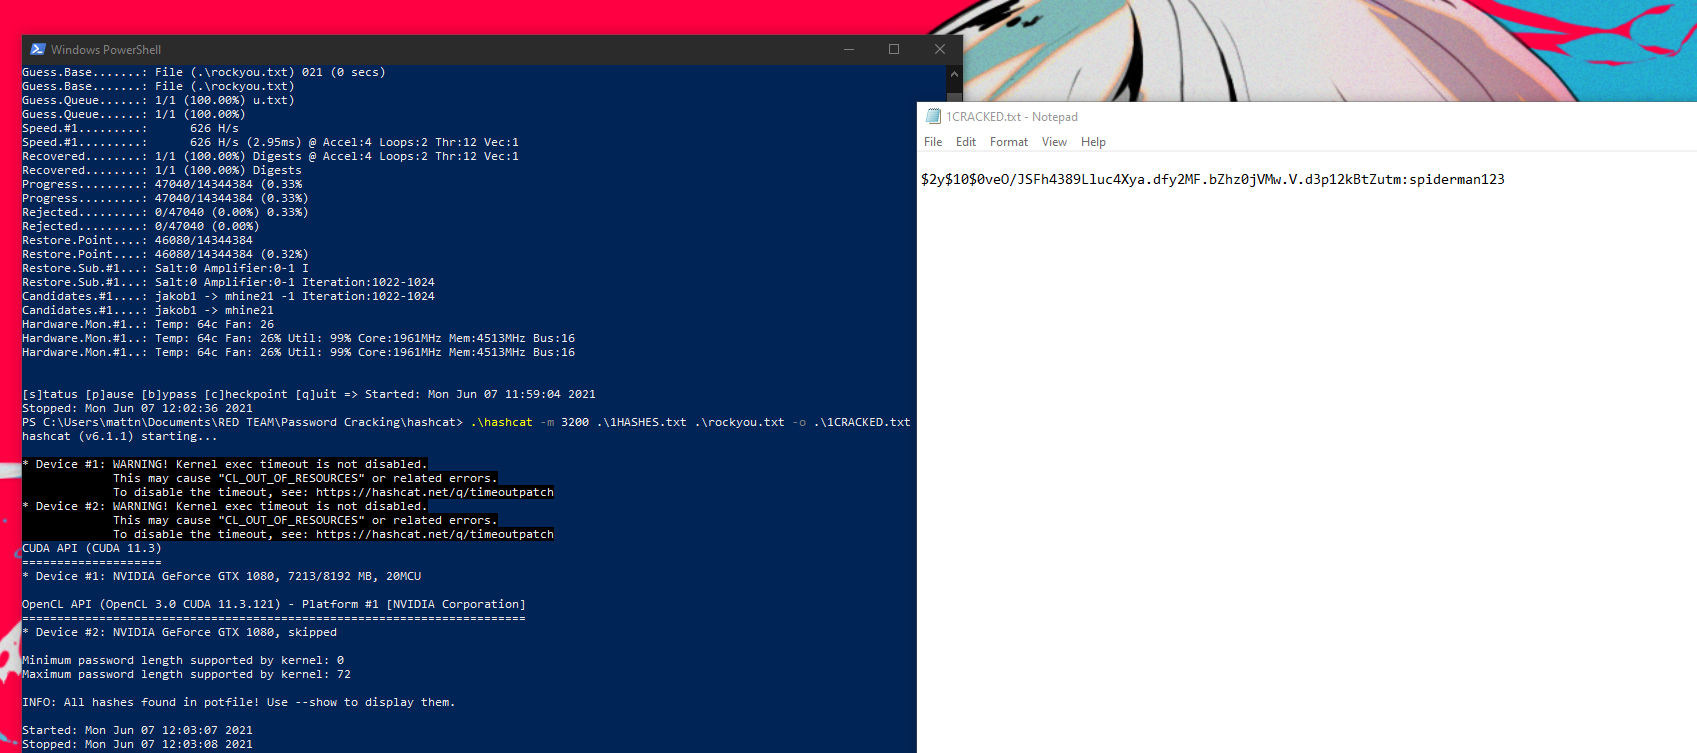 Windows PowerShell
Guess.Base.......: File (.\rockyou.txt) 021 (0 secs)
Guess.Base.......: File (.\rockyou.txt)
Guess.Queue......: 1/1 (100.00%) u.txt)
Guess.Queue......: 1/1 (100.00%)
Speed.#1.........:      626 H/s
Speed.#1.........:      626 H/s (2.95ms) @ Accel:4 Loops:2 Thr:12 Vec:1
Recovered........: 1/1 (100.00%) Digests @ Accel:4 Loops:2 Thr:12 Vec:1
Recovered........: 1/1 (100.00%) Digests
Progress.........: 47040/14344384 (0.33%
Progress.........: 47040/14344384 (0.33%)
Rejected.........: 0/47040 (0.00%) 0.33%)
Rejected.........: 0/47040 (0.00%)
Restore.Point....: 46080/14344384
Restore.Point....: 46080/14344384 (0.32%)
Restore.Sub.#1...: Salt:0 Amplifier:0-1 I
Restore.Sub.#1...: Salt:0 Amplifier:0-1 Iteration:1022-1024
Candidates.#1....: jakob1 -> mhine21 -1 Iteration:1022-1024
Candidates.#1....: jakob1 -> mhine21
Hardware.Mon.#1..: Temp: 64c Fan: 26
Hardware.Mon.#1..: Temp: 64c Fan: 26% Util: 99% Core:1961MHz Mem:4513MHz Bus:16
Hardware.Mon.#1..: Temp: 64c Fan: 26% Util: 99% Core:1961MHz Mem:4513MHz Bus:16
[s]tatus [p]ause [b]ypass [c]heckpoint [q]uit => Started: Mon Jun 07 11:59:04 2021
Stopped: Mon Jun 07 12:02:36 2021
PS C:\Users\mattn\Documents\RED TEAM\Password Cracking\hashcat> .\hashcat -m 3200 .\1HASHES.txt .\rockyou.txt -o .\1CRACKED.txt
hashcat (v6.1.1) starting...
* Device #1: WARNING! Kernel exec timeout is not disabled.
This may cause "CL_OUT_OF_RESOURCES" or related errors.
To disable the timeout, see: https://hashcat.net/q/timeoutpatch
* Device #2: WARNING! Kernel exec timeout is not disabled.
This may cause "CL_OUT_OF_RESOURCES" or related errors.
To disable the timeout, see: https://hashcat.net/q/timeoutpatch
CUDA API (CUDA 11.3)
====================
* Device #1: NVIDIA GeForce GTX 1080, 7213/8192 MB, 20MCU
OpenCL API (OpenCL 3.0 CUDA 11.3.121) - Platform #1 [NVIDIA Corporation]
========================================================================
* Device #2: NVIDIA GeForce GTX 1080, skipped
Minimum password length supported by kernel: 0
Maximum password length supported by kernel: 72
INFO: All hashes found in potfile! Use --show to display them.
Started: Mon Jun 07 12:03:07 2021
Stopped: Mon Jun 07 12:03:08 2021
1CRACKED.txt - Notepad
File Edit Format View Help
$2y$10$0veO/JSFh4389Lluc4Xya.dfy2MF.bZhz0jVMw.V.d3p12kBtZutm:spiderman123